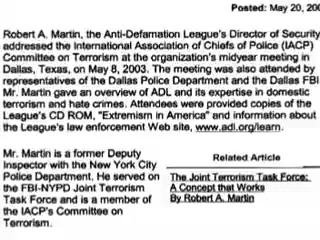 Posted: May 20, 200
Robert A. Martin, the Anti-Defamation League's Director of Security
addressed the International Association of Chiefs of Police (IACP)
Committee on Terrorism at the organization's midyear meeting in
Dallas, Texas, on May 8, 2003. The meeting was also attended by
representatives of the Dallas Police Department and the Dallas FBI
Mr. Martin gave an overview of ADL and its expertise in domestic
terrorism and hate crimes. Attendees were provided copies of the
League's CD ROM, "Extremism in America" and information about
the League's law enforcement Web site, www.adl.org/learn.
Mr. Martin is a former Deputy
Inspector with the New York City
Police Department. He served on
the FBI-NYPD Joint Terrorism
Task Force and is a member of
the IACP's Committee on
Terrorism.
Related Article
The Joint Terrorism Task Force:
A Concept that Works
By Robert A. Martin